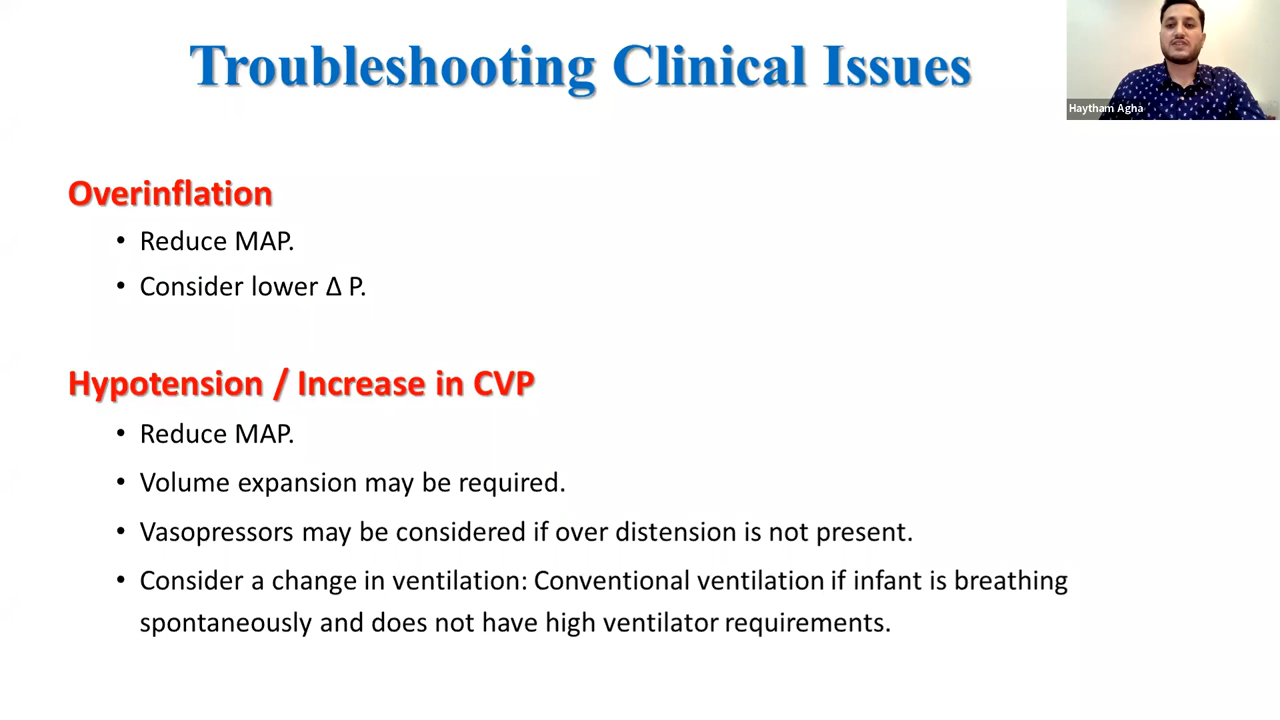 Troubleshooting Clinical Issues
Haytham Agha
Overinflation
• Reduce MAP.
• Consider lower Δ P.
Hypotension / Increase in CVP
• Reduce MAP.
• Volume expansion may be required.
• Vasopressors may be considered if over distension is not present.
• Consider a change in ventilation: Conventional ventilation if infant is breathing
spontaneously and does not have high ventilator requirements.